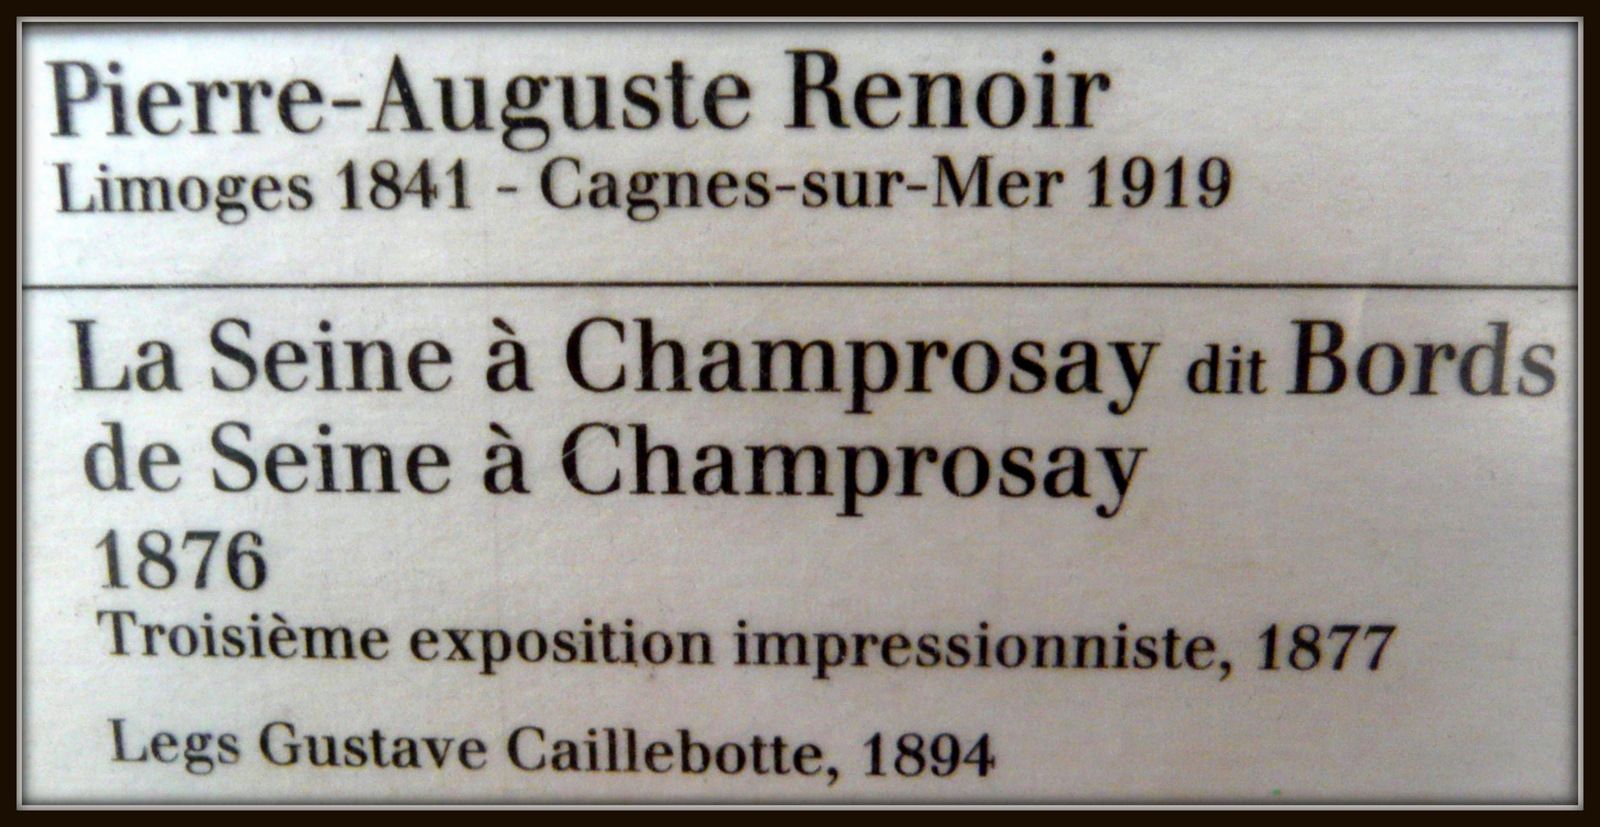 Pierre-Auguste Renoir
Limoges 1841 - Cagnes-sur-Mer 1919
La Seine à Champrosay dit Bords
de Seine à Champrosay
1876
Troisième exposition impressionniste, 1877
Legs Gustave Caillebotte, 1894